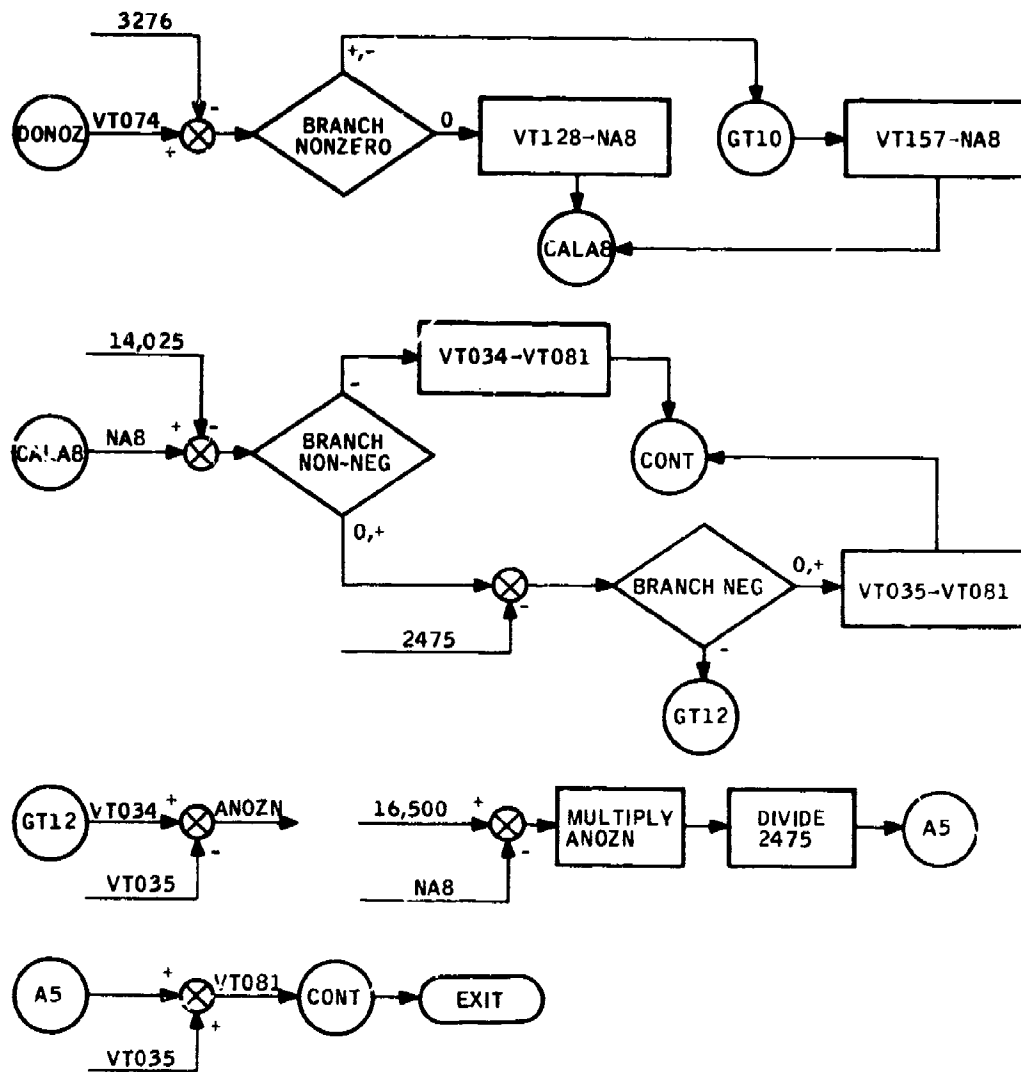 3276
+,-
-
DONOZ
VT074
+
BRANCH
NONZERO
0
VT128→NA8
GT10
VT157→NA8
CALA8
14,025
VT034→VT081
-
CALA8
NA8
+
-
BRANCH
NON-NEG
CONT
0,+
BRANCH NEG
0,+
VT035→VT081
-
2475
-
GT12
GT12
VT034
+
ANOZN
-
VT035
16,500
+
-
NA8
MULTIPLY
ANOZN
DIVIDE
2475
A5
A5
+
VT081
CONT
EXIT
+
VT035